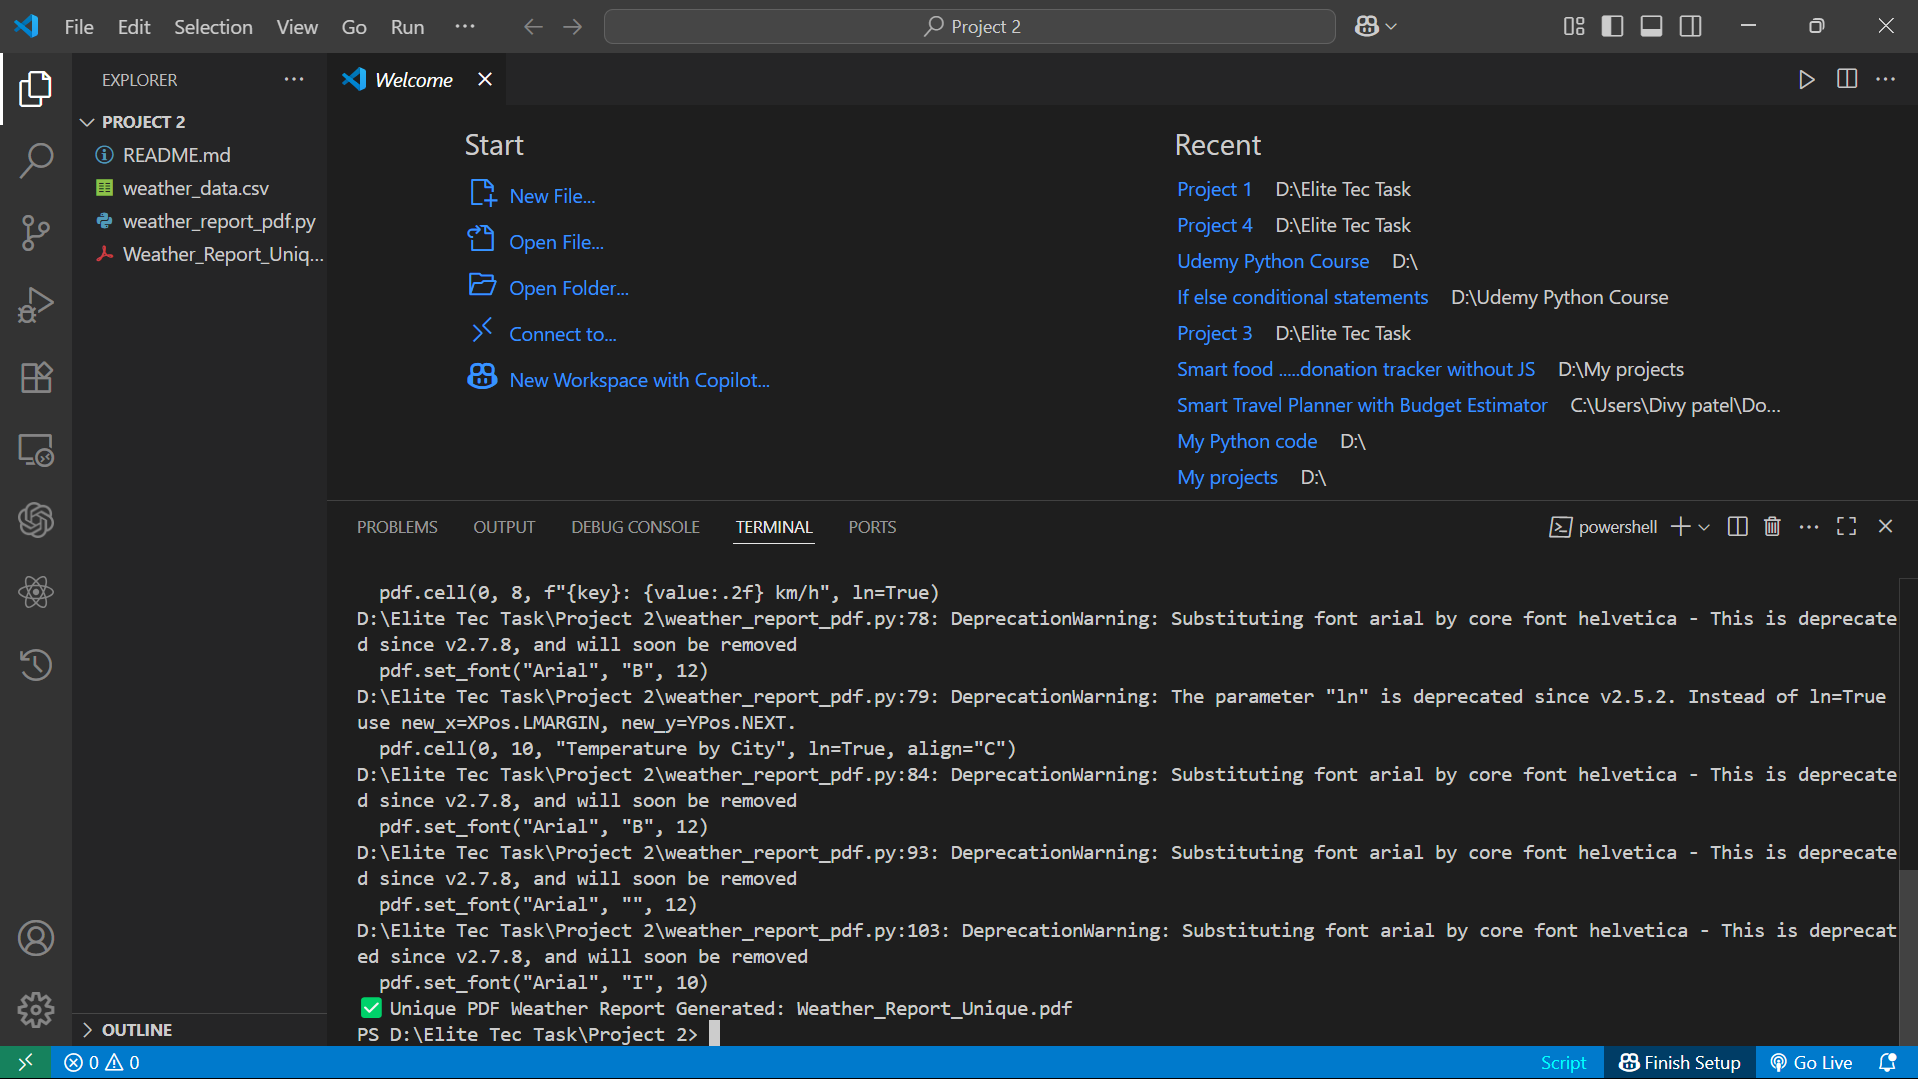 File Edit Selection View Go Run ··· Project 2
EXPLORER ···
PROJECT 2
README.md
weather_data.csv
weather_report_pdf.py
Weather_Report_Uniq...
OUTLINE
Welcome
Start
New File...
Open File...
Open Folder...
Connect to...
New Workspace with Copilot...
Recent
Project 1 D:\Elite Tec Task
Project 4 D:\Elite Tec Task
Udemy Python Course D:\
If else conditional statements D:\Udemy Python Course
Project 3 D:\Elite Tec Task
Smart food .....donation tracker without JS D:\My projects
Smart Travel Planner with Budget Estimator C:\Users\Divy patel\Do...
My Python code D:\
My projects D:\
PROBLEMS OUTPUT DEBUG CONSOLE TERMINAL PORTS powershell
pdf.cell(0, 8, f"{key}: {value:.2f} km/h", ln=True)
D:\Elite Tec Task\Project 2\weather_report_pdf.py:78: DeprecationWarning: Substituting font arial by core font helvetica - This is deprecate
d since v2.7.8, and will soon be removed
pdf.set_font("Arial", "B", 12)
D:\Elite Tec Task\Project 2\weather_report_pdf.py:79: DeprecationWarning: The parameter "ln" is deprecated since v2.5.2. Instead of ln=True
use new_x=XPos.LMARGIN, new_y=YPos.NEXT.
pdf.cell(0, 10, "Temperature by City", ln=True, align="C")
D:\Elite Tec Task\Project 2\weather_report_pdf.py:84: DeprecationWarning: Substituting font arial by core font helvetica - This is deprecate
d since v2.7.8, and will soon be removed
pdf.set_font("Arial", "B", 12)
D:\Elite Tec Task\Project 2\weather_report_pdf.py:93: DeprecationWarning: Substituting font arial by core font helvetica - This is deprecate
d since v2.7.8, and will soon be removed
pdf.set_font("Arial", "", 12)
D:\Elite Tec Task\Project 2\weather_report_pdf.py:103: DeprecationWarning: Substituting font arial by core font helvetica - This is deprecat
ed since v2.7.8, and will soon be removed
pdf.set_font("Arial", "I", 10)
✅ Unique PDF Weather Report Generated: Weather_Report_Unique.pdf
PS D:\Elite Tec Task\Project 2>
0 0 Script Finish Setup Go Live